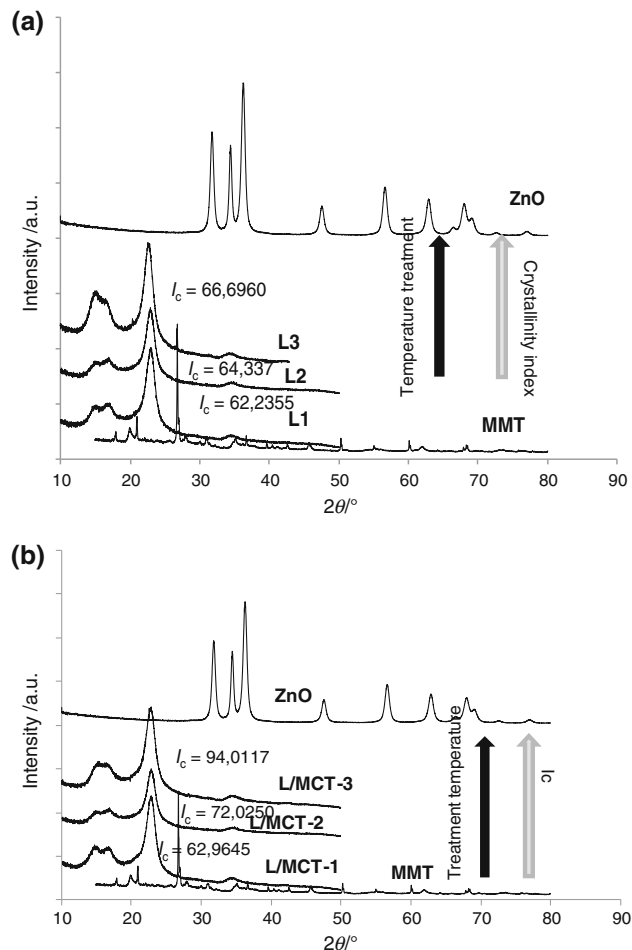 (a)
Intensity /a.u.
ZnO
Temperature treatment
Crystallinity index
Ic = 66,6960
L3
Ic = 64,337
L2
Ic = 62,2355
L1
MMT
10 20 30 40 50 60 70 80 90
2θ/°
(b)
Intensity /a.u.
ZnO
Treatment temperature
Ic
Ic = 94,0117
L/MCT-3
Ic = 72,0250
L/MCT-2
Ic = 62,9645
L/MCT-1
MMT
10 20 30 40 50 60 70 80 90
2θ/°